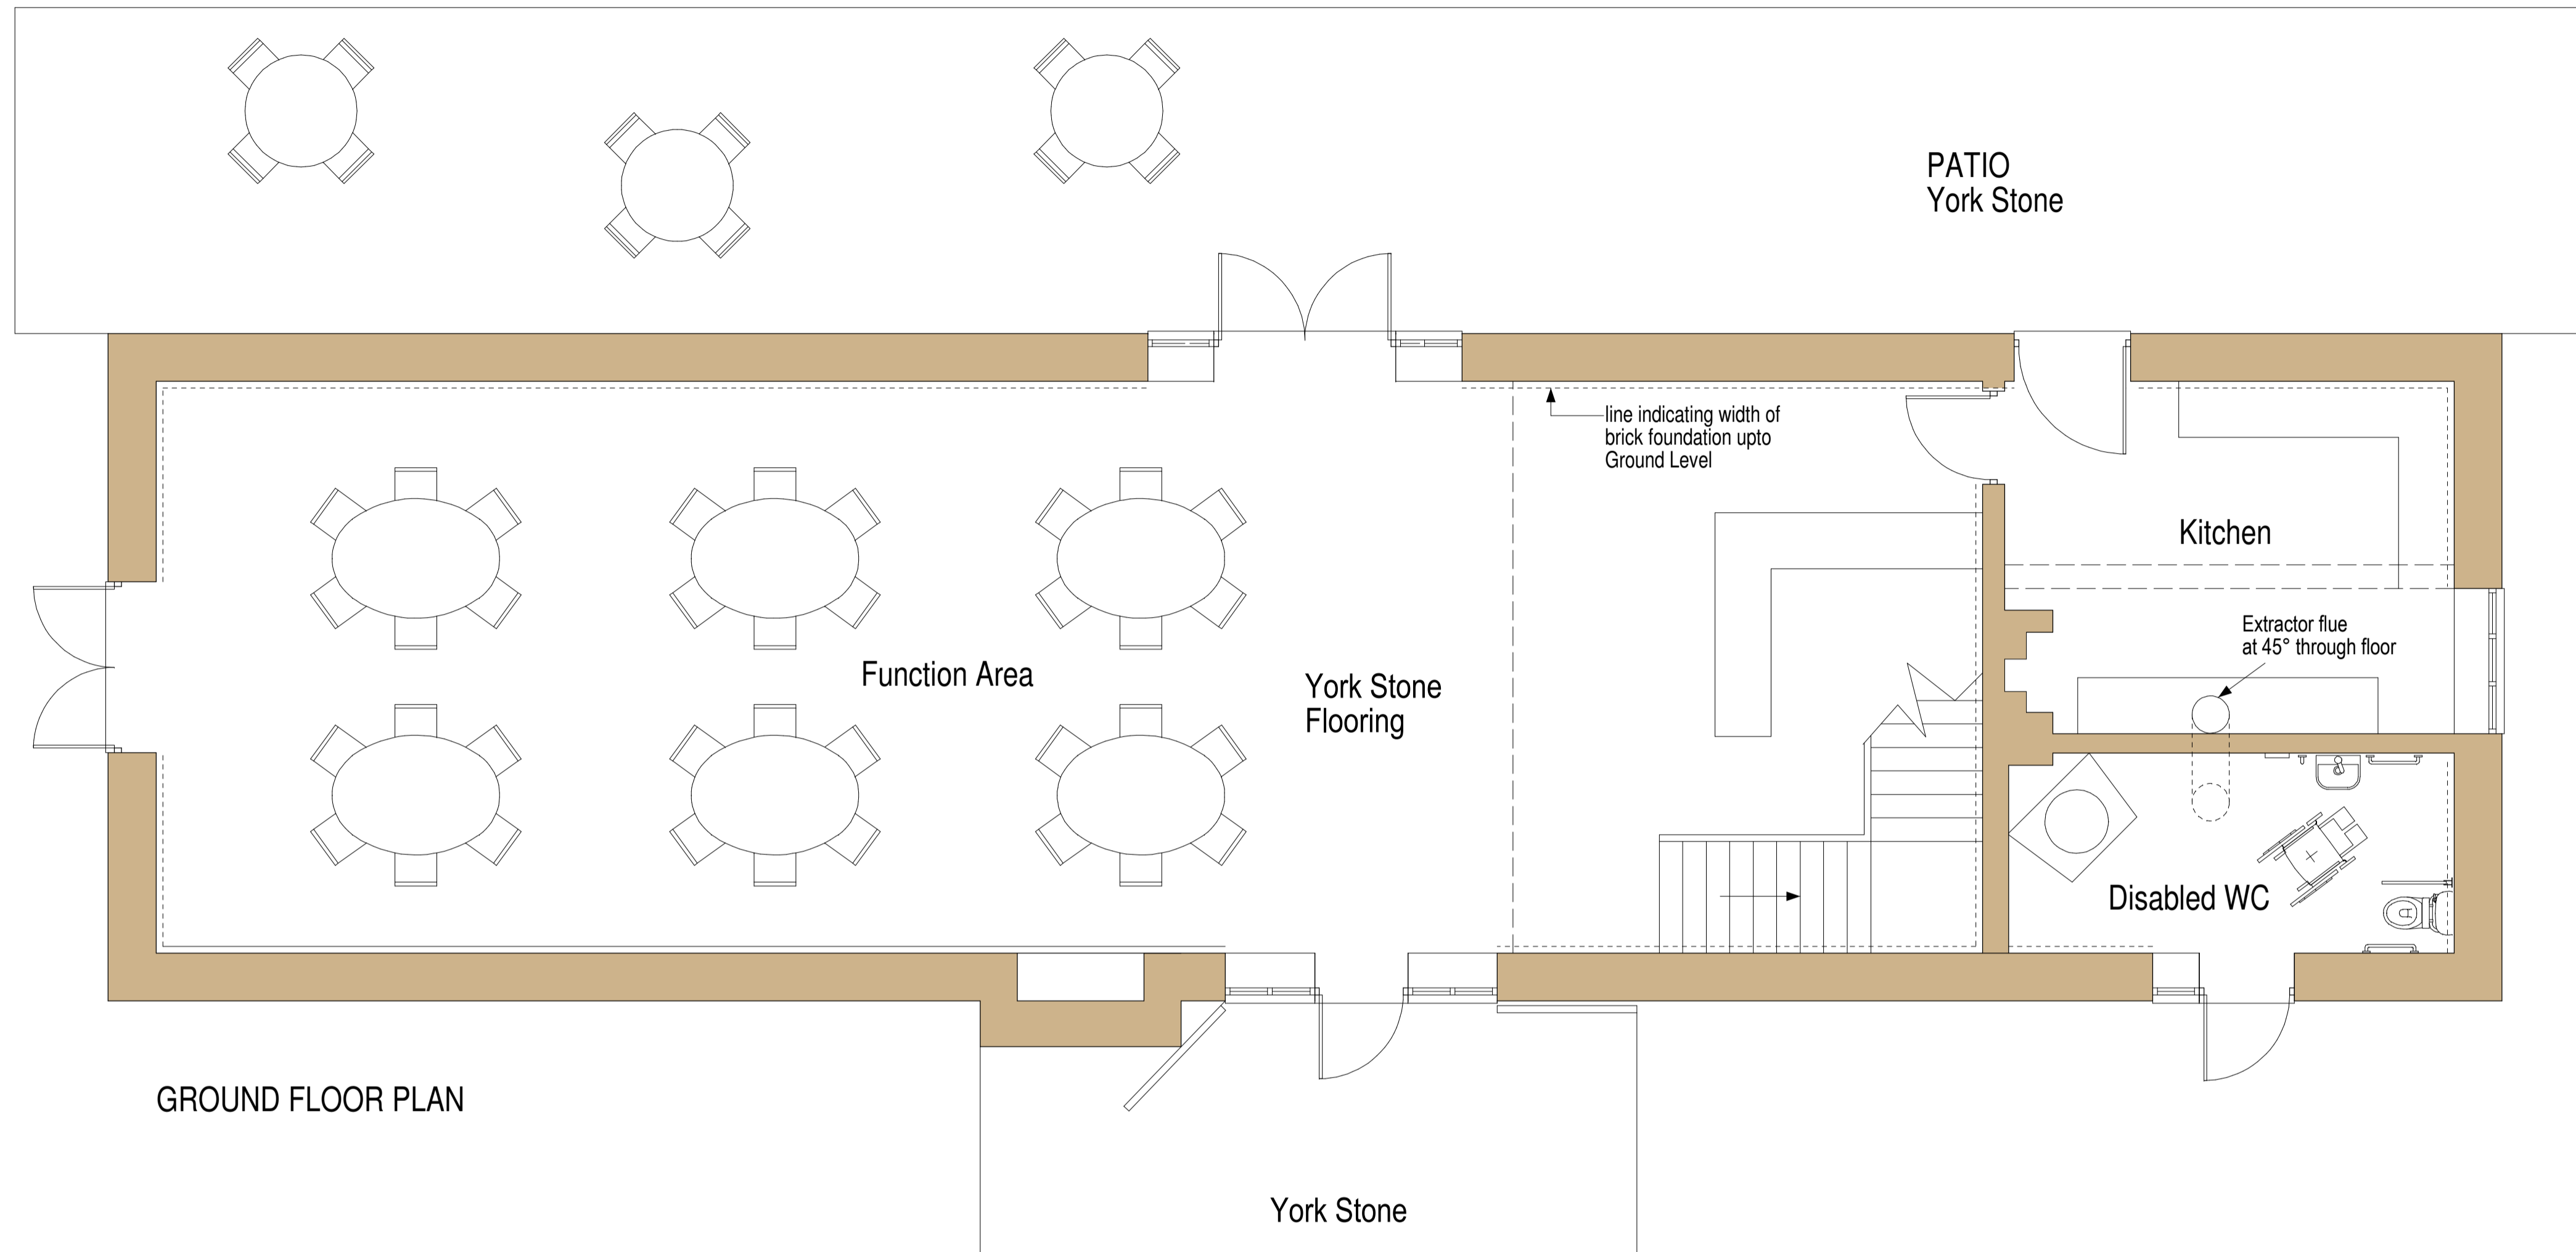 PATIO
York Stone
line indicating width of
brick foundation upto
Ground Level
Kitchen
Extractor flue
at 45° through floor
Function Area
York Stone
Flooring
Disabled WC
GROUND FLOOR PLAN
York Stone